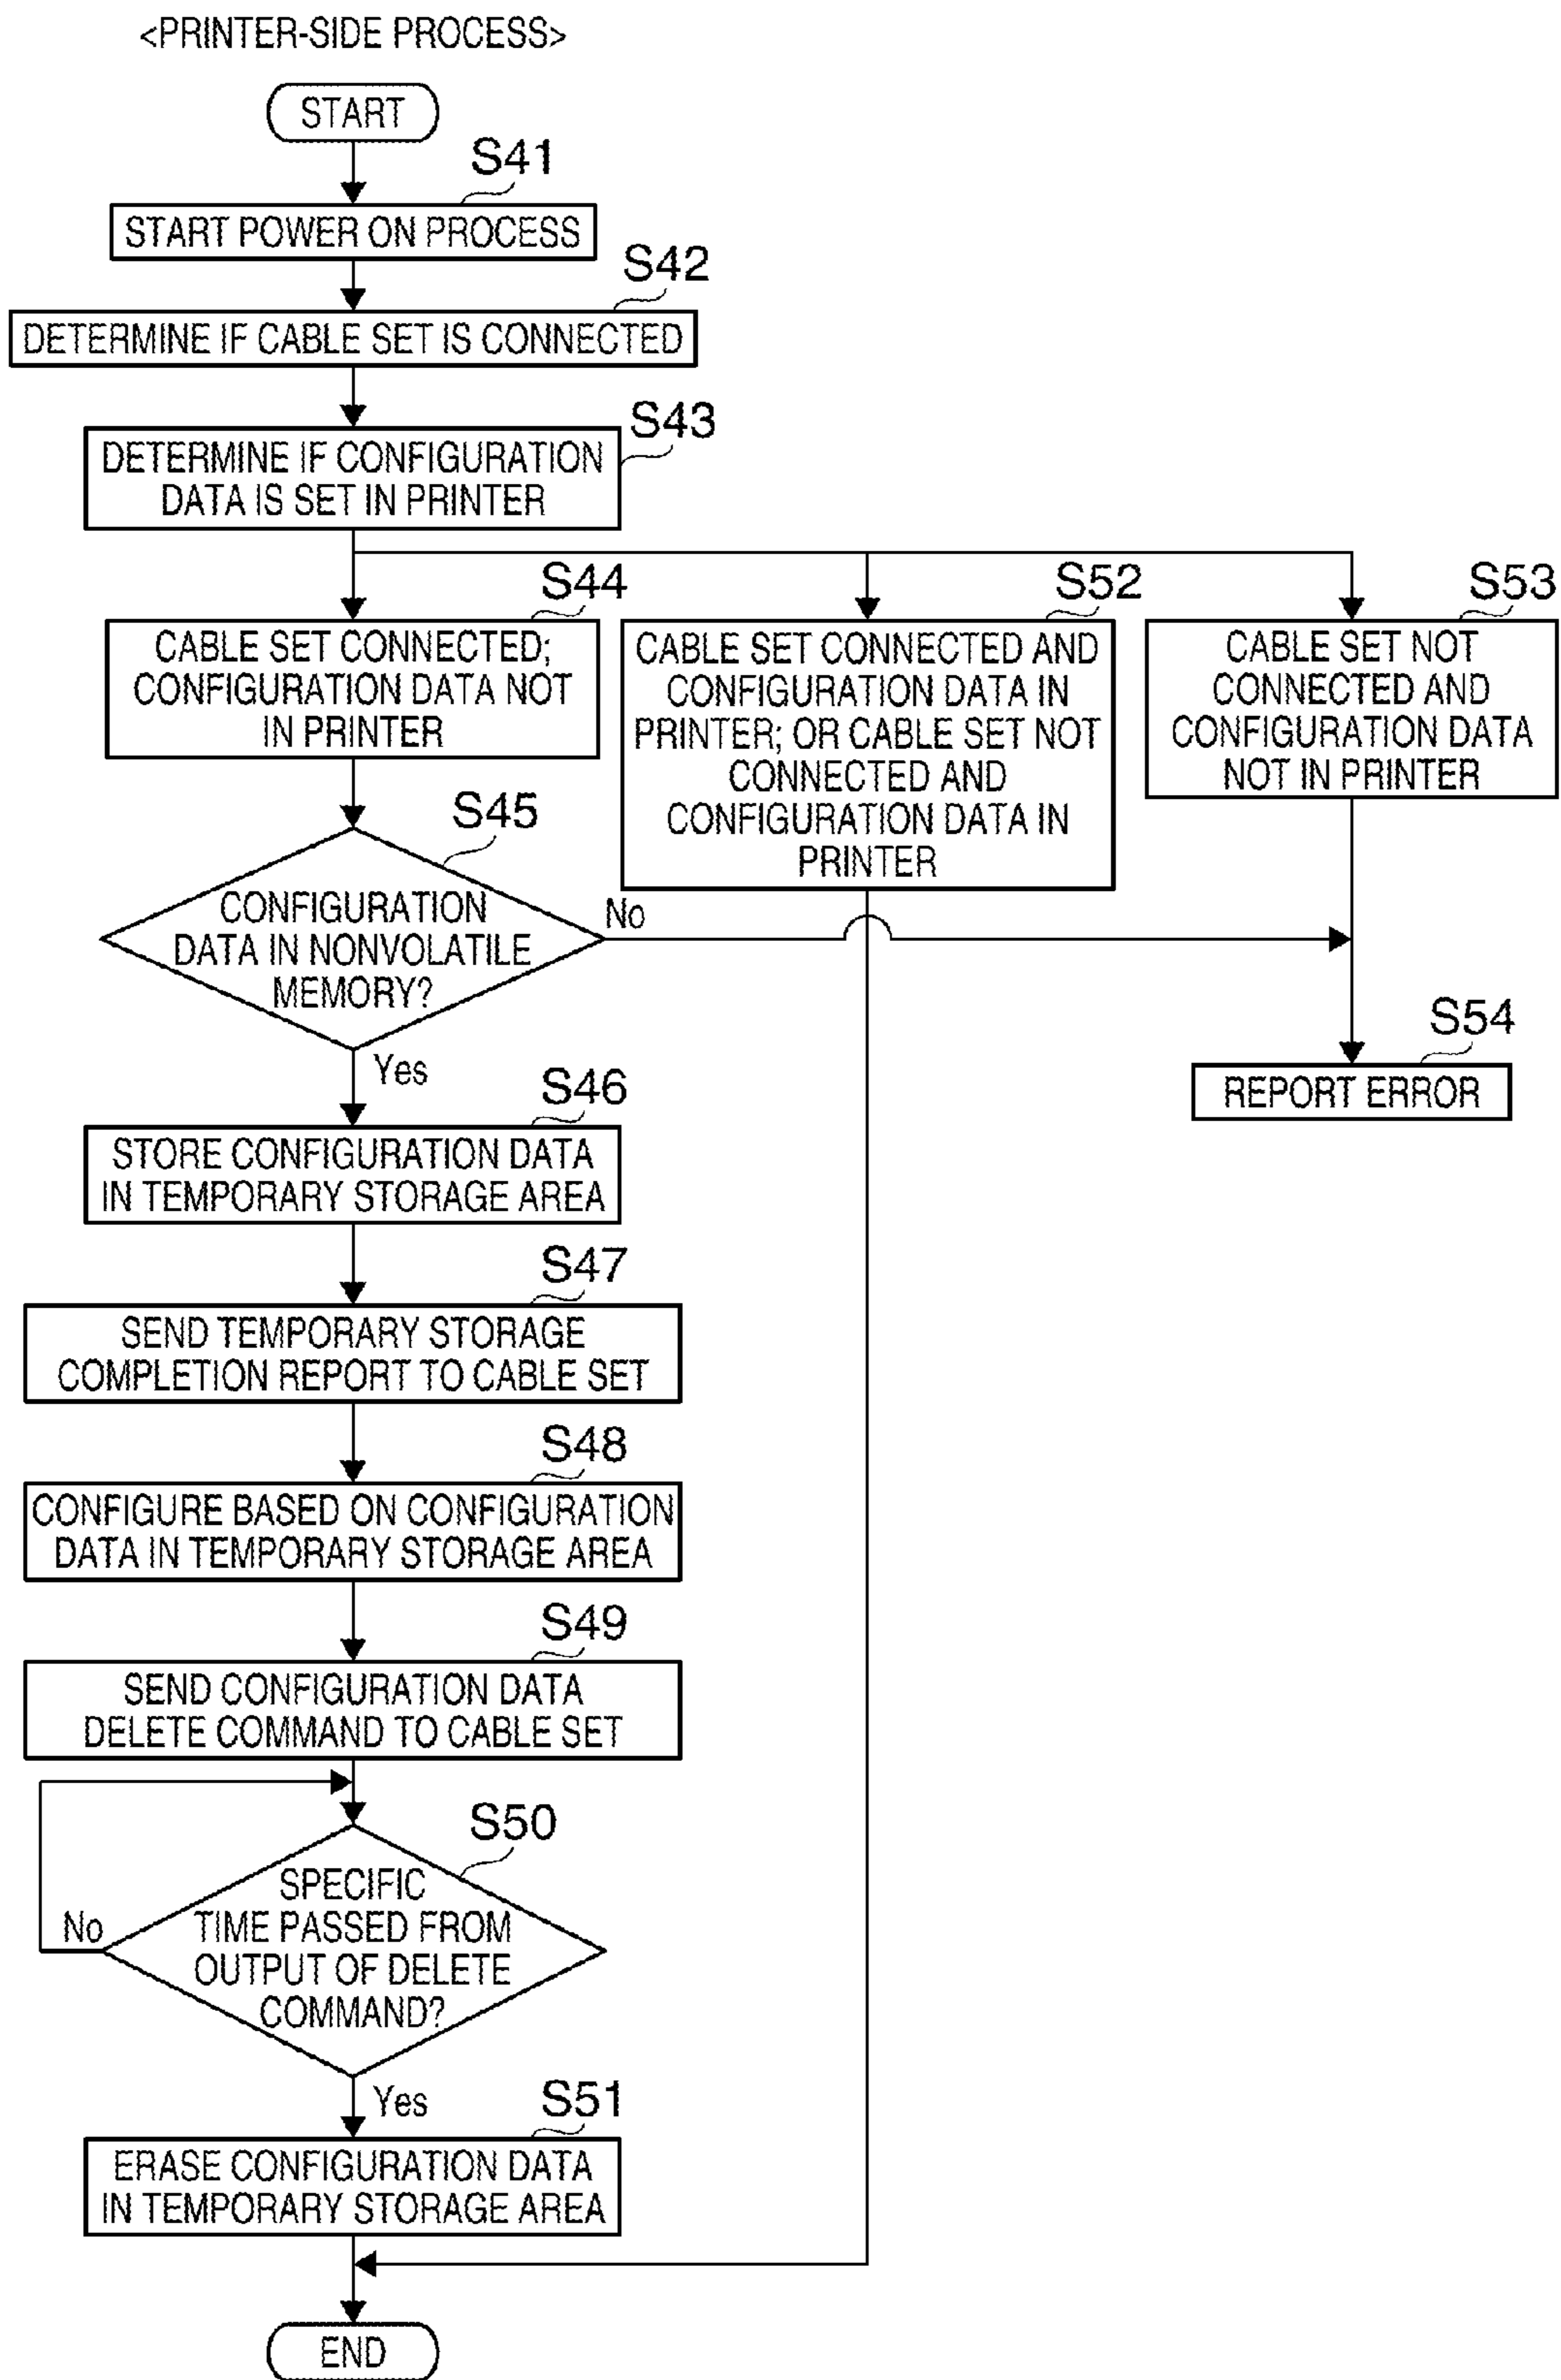 <PRINTER-SIDE PROCESS>
START
S41
START POWER ON PROCESS
S42
DETERMINE IF CABLE SET IS CONNECTED
S43
DETERMINE IF CONFIGURATION
DATA IS SET IN PRINTER
S44
CABLE SET CONNECTED;
CONFIGURATION DATA NOT
IN PRINTER
S52
CABLE SET CONNECTED AND
CONFIGURATION DATA IN
PRINTER; OR CABLE SET NOT
CONNECTED AND
CONFIGURATION DATA IN
PRINTER
S53
CABLE SET NOT
CONNECTED AND
CONFIGURATION DATA
NOT IN PRINTER
S45
CONFIGURATION
DATA IN NONVOLATILE
MEMORY?
No
Yes
S54
REPORT ERROR
S46
STORE CONFIGURATION DATA
IN TEMPORARY STORAGE AREA
S47
SEND TEMPORARY STORAGE
COMPLETION REPORT TO CABLE SET
S48
CONFIGURE BASED ON CONFIGURATION
DATA IN TEMPORARY STORAGE AREA
S49
SEND CONFIGURATION DATA
DELETE COMMAND TO CABLE SET
S50
SPECIFIC
TIME PASSED FROM
OUTPUT OF DELETE
COMMAND?
No
Yes
S51
ERASE CONFIGURATION DATA
IN TEMPORARY STORAGE AREA
END